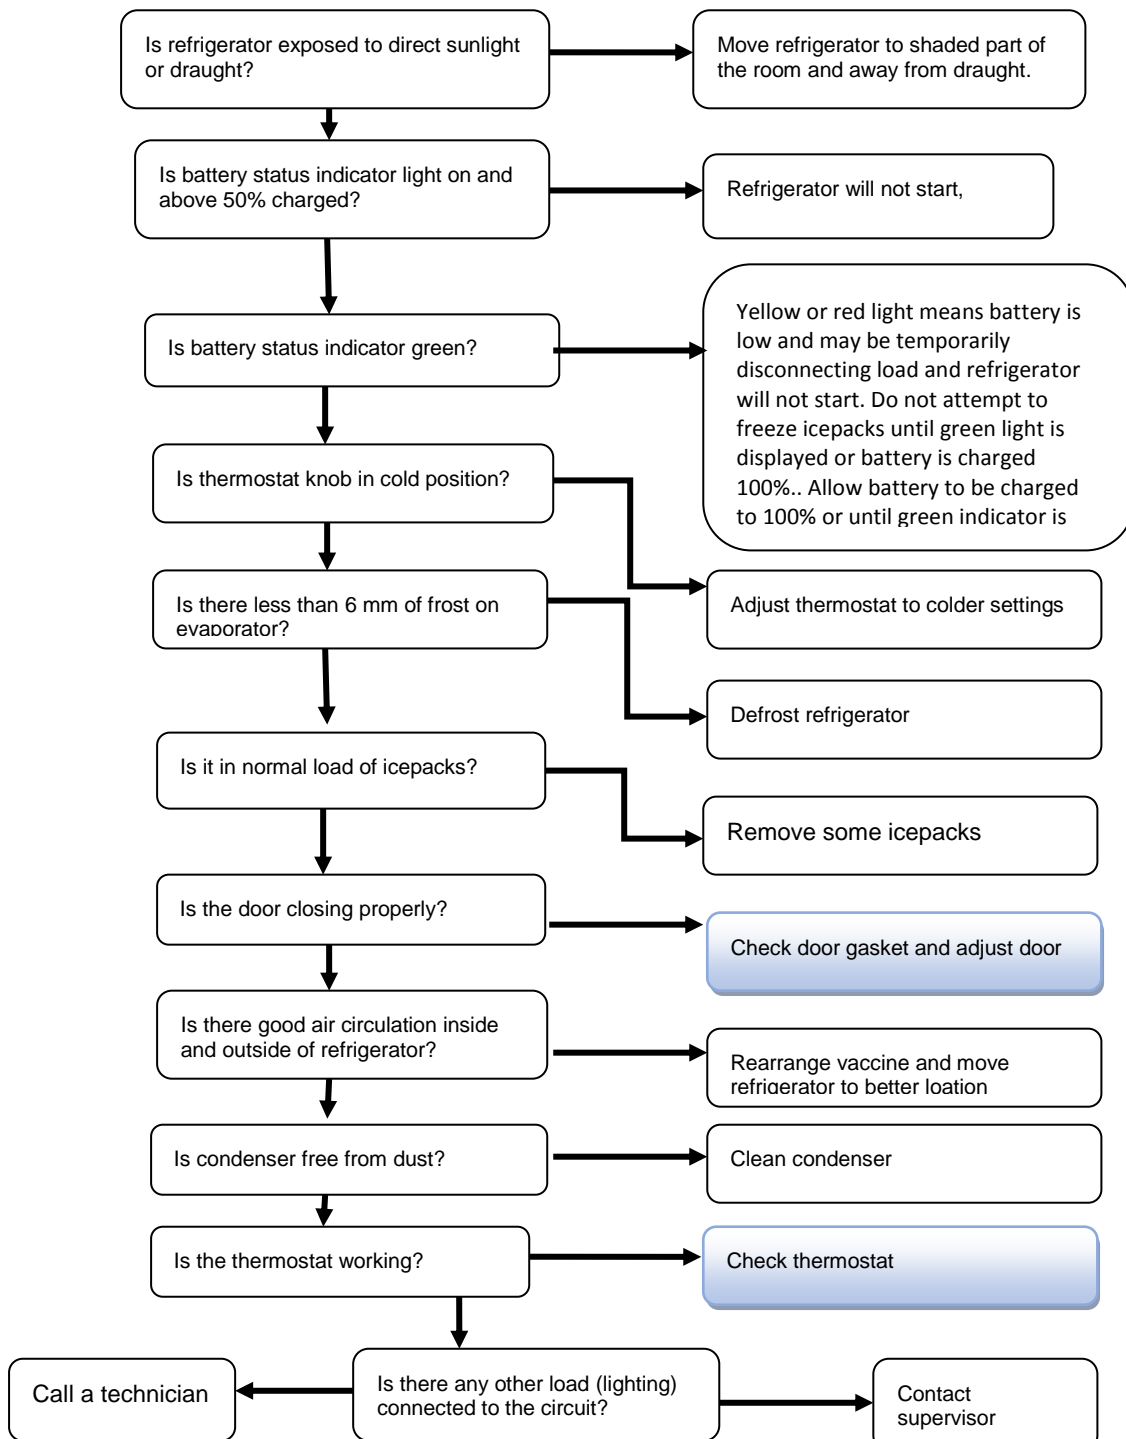 Is refrigerator exposed to direct sunlight
or draught?
Move refrigerator to shaded part of
the room and away from draught.
Is battery status indicator light on and
above 50% charged?
Refrigerator will not start,
Is battery status indicator green?
Yellow or red light means battery is
low and may be temporarily
disconnecting load and refrigerator
will not start. Do not attempt to
freeze icepacks until green light is
displayed or battery is charged
100%.. Allow battery to be charged
to 100% or until green indicator is
Is thermostat knob in cold position?
Adjust thermostat to colder settings
Is there less than 6 mm of frost on
evaporator?
Defrost refrigerator
Is it in normal load of icepacks?
Remove some icepacks
Is the door closing properly?
Check door gasket and adjust door
Is there good air circulation inside
and outside of refrigerator?
Rearrange vaccine and move
refrigerator to better loation
Is condenser free from dust?
Clean condenser
Is the thermostat working?
Check thermostat
Call a technician
Is there any other load (lighting)
connected to the circuit?
Contact
supervisor